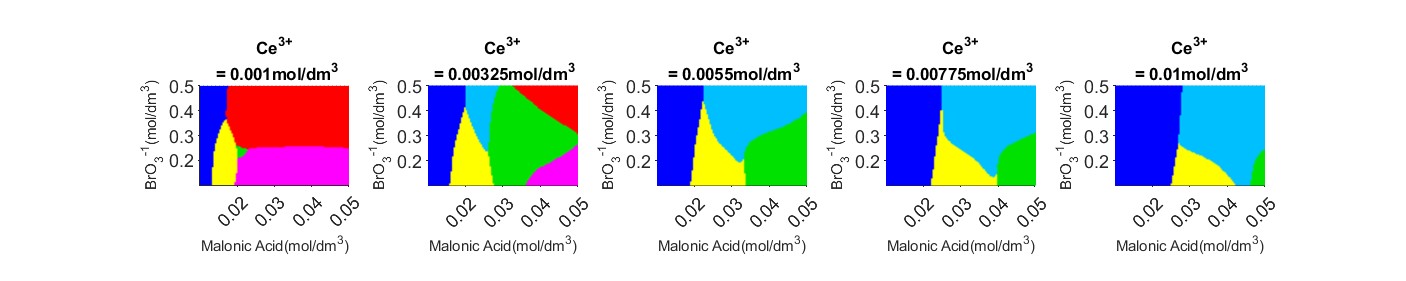 Ce³⁺
= 0.001mol/dm³
BrO₃⁻¹(mol/dm³)
0.5
0.4
0.3
0.2
0.02
0.03
0.04
0.05
Malonic Acid(mol/dm³)
Ce³⁺
= 0.00325mol/dm³
BrO₃⁻¹(mol/dm³)
0.5
0.4
0.3
0.2
0.02
0.03
0.04
0.05
Malonic Acid(mol/dm³)
Ce³⁺
= 0.0055mol/dm³
BrO₃⁻¹(mol/dm³)
0.5
0.4
0.3
0.2
0.02
0.03
0.04
0.05
Malonic Acid(mol/dm³)
Ce³⁺
= 0.00775mol/dm³
BrO₃⁻¹(mol/dm³)
0.5
0.4
0.3
0.2
0.02
0.03
0.04
0.05
Malonic Acid(mol/dm³)
Ce³⁺
= 0.01mol/dm³
BrO₃⁻¹(mol/dm³)
0.5
0.4
0.3
0.2
0.02
0.03
0.04
0.05
Malonic Acid(mol/dm³)